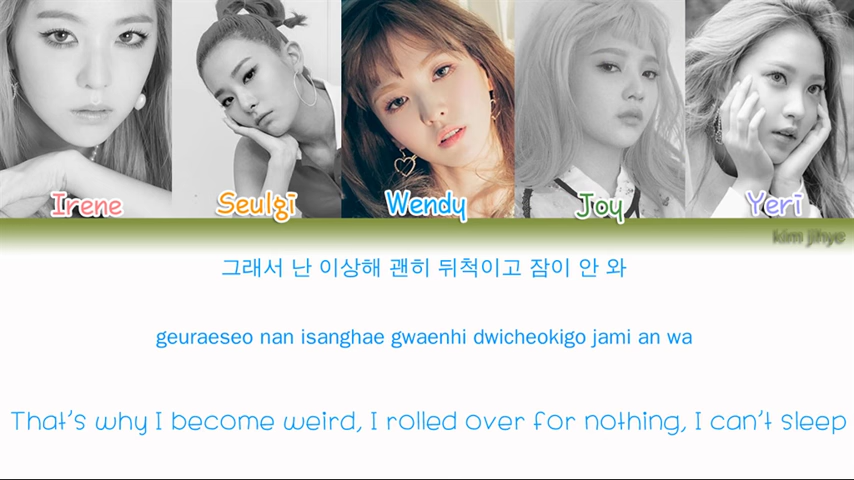 Irene Seulgi Wendy Joy Yeri
kim jihye
그래서 난 이상해 괜히 뒤척이고 잠이 안 와
geuraeseo nan isanghae gwaenhi dwicheokigo jami an wa
That's why I become weird, I rolled over for nothing, I can't sleep